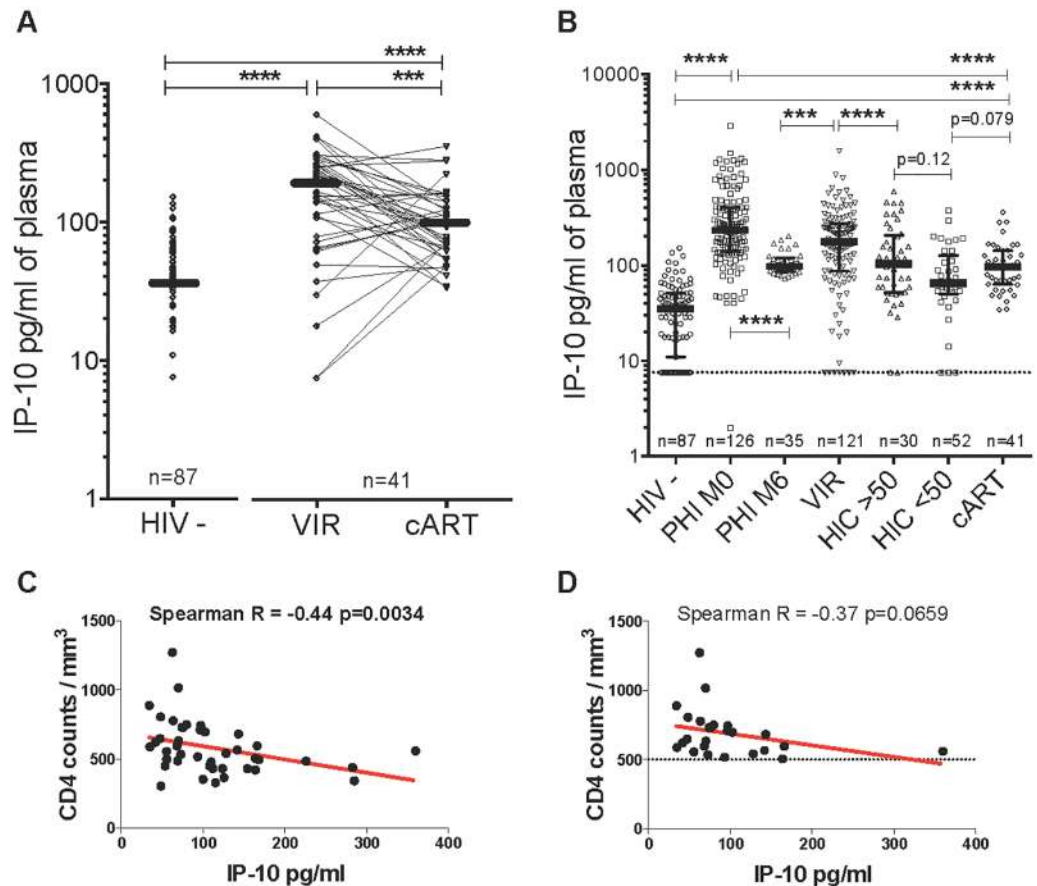 A
****
****
***
1000
100
10
1
IP-10 pg/ml of plasma
n=87
n=41
HIV -
VIR
cART
B
****
****
****
***
****
p=0.079
p=0.12
****
10000
1000
100
10
1
IP-10 pg/ml of plasma
n=87
n=126
n=35
n=121
n=30
n=52
n=41
HIV -
PHI M0
PHI M6
VIR
HIC >50
HIC <50
cART
C
Spearman R = -0.44 p=0.0034
1500
1000
500
0
CD4 counts / mm³
0
100
200
300
400
IP-10 pg/ml
D
Spearman R = -0.37 p=0.0659
1500
1000
500
0
CD4 counts / mm³
0
100
200
300
400
IP-10 pg/ml